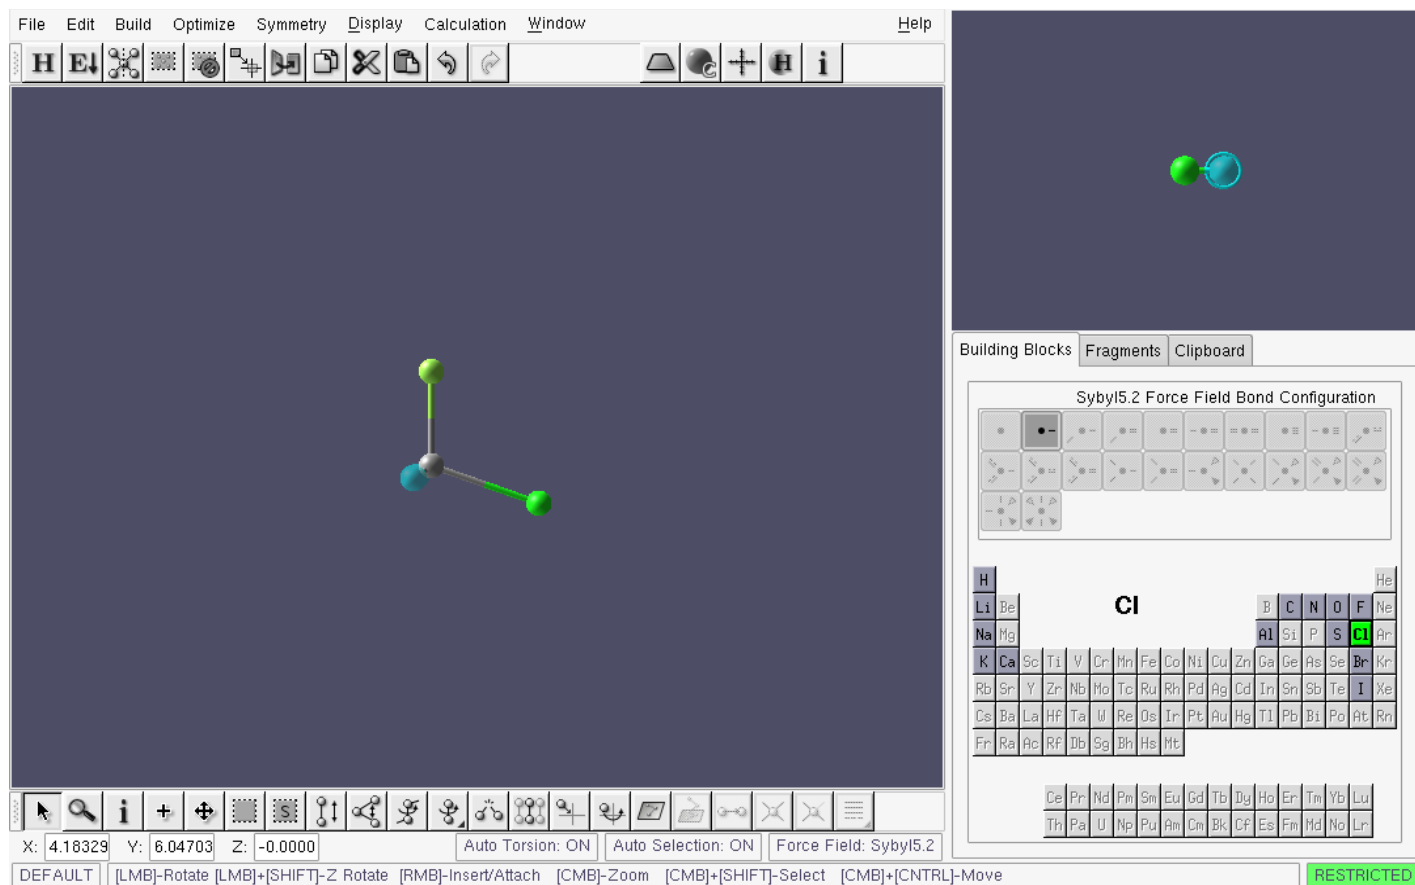 File Edit Build Optimize Symmetry Display Calculation Window Help
H E C H i
Building Blocks Fragments Clipboard
Sybyl5.2 Force Field Bond Configuration
H He
Li Be Cl B C N O F Ne
Na Mg Al Si P S Cl Ar
K Ca Sc Ti V Cr Mn Fe Co Ni Cu Zn Ga Ge As Se Br Kr
Rb Sr Y Zr Nb Mo Tc Ru Rh Pd Ag Cd In Sn Sb Te I Xe
Cs Ba La Hf Ta W Re Os Ir Pt Au Hg Tl Pb Bi Po At Rn
Fr Ra Ac Rf Db Sg Bh Hs Mt
Ce Pr Nd Pm Sm Eu Gd Tb Dy Ho Er Tm Yb Lu
Th Pa U Np Pu Am Cm Bk Cf Es Fm Md No Lr
i S
X: 4.18329 Y: 6.04703 Z: -0.0000 Auto Torsion: ON Auto Selection: ON Force Field: Sybyl5.2
DEFAULT [LMB]-Rotate [LMB]+[SHIFT]-Z Rotate [RMB]-Insert/Attach [CMB]-Zoom [CMB]+[SHIFT]-Select [CMB]+[CNTRL]-Move RESTRICTED